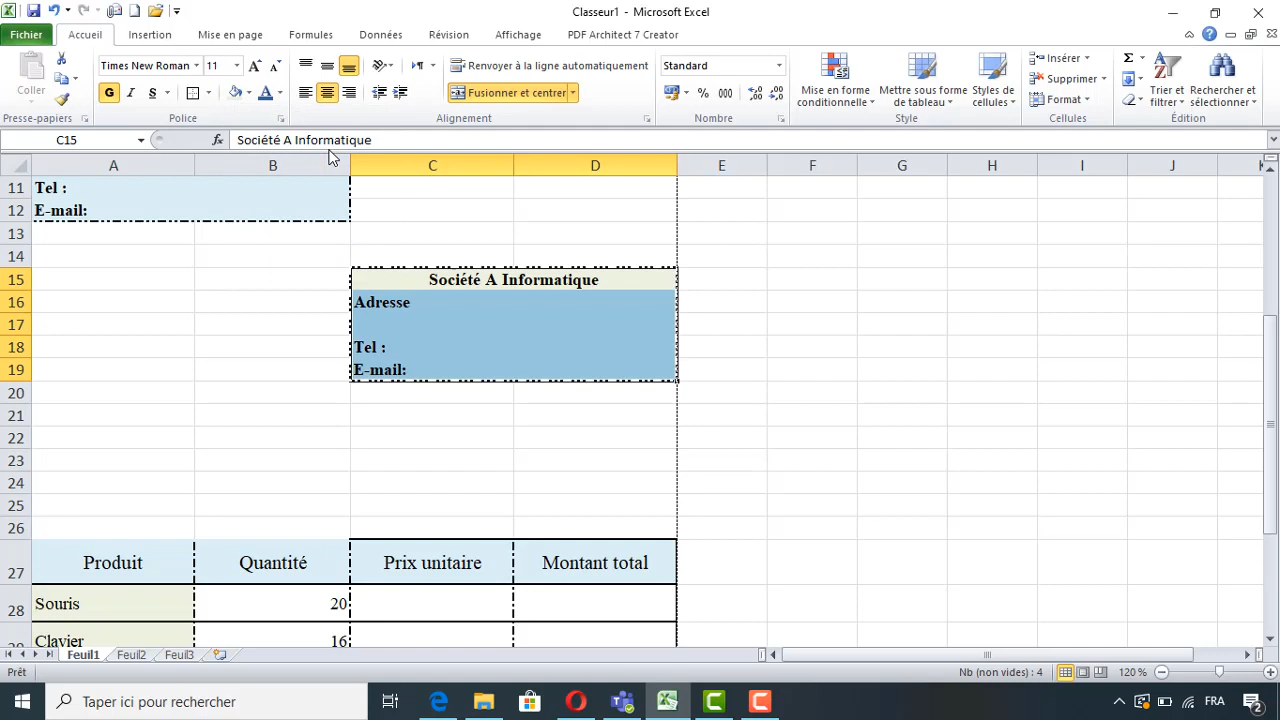 Classeur1 - Microsoft Excel
Fichier Accueil Insertion Mise en page Formules Données Révision Affichage PDF Architect 7 Creator
Coller
Times New Roman 11
G I S
Renvoyer à la ligne automatiquement
Fusionner et centrer
Standard
% 000
Mise en forme conditionnelle
Mettre sous forme de tableau
Styles de cellules
Insérer
Supprimer
Format
Trier et filtrer
Rechercher et sélectionner
Presse-papiers Police Alignement Nombre Style Cellules Édition
C15 fx Société A Informatique
A B C D E F G H I J
11 Tel :
12 E-mail:
13
14
15 Société A Informatique
16 Adresse
17
18 Tel :
19 E-mail:
20
21
22
23
24
25
26
27 Produit Quantité Prix unitaire Montant total
28 Souris 20
Clavier 16
Feuil1 Feuil2 Feuil3
Prêt Nb (non vides) : 4 120 %
Taper ici pour rechercher FRA 2